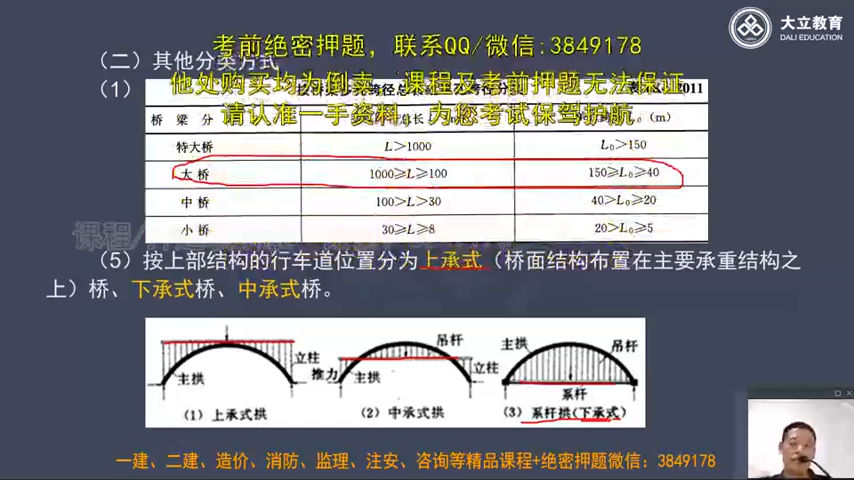 大立教育
DALI EDUCATION
考前绝密押题，联系QQ/微信:3849178
（二）其他分类方式
他处购买均为倒卖，课程及考前押题无法保证
（1）
2011
请认准一手资料，为您考试保驾护航
桥 梁 分
总长
（m）
特大桥 L＞1000 L₀＞150
大桥 1000≥L≥100 150≥L₀≥40
中桥 100＞L＞30 40＞L₀≥20
小桥 30≥L≥8 20＞L₀≥5
课程
（5）按上部结构的行车道位置分为上承式（桥面结构布置在主要承重结构之
上）桥、下承式桥、中承式桥。
主拱 立柱
(1) 上承式拱
推力 主拱 吊杆 立柱
(2) 中承式拱
主拱 吊杆
系杆
(3) 系杆拱(下承式)
一建、二建、造价、消防、监理、注安、咨询等精品课程+绝密押题微信：3849178